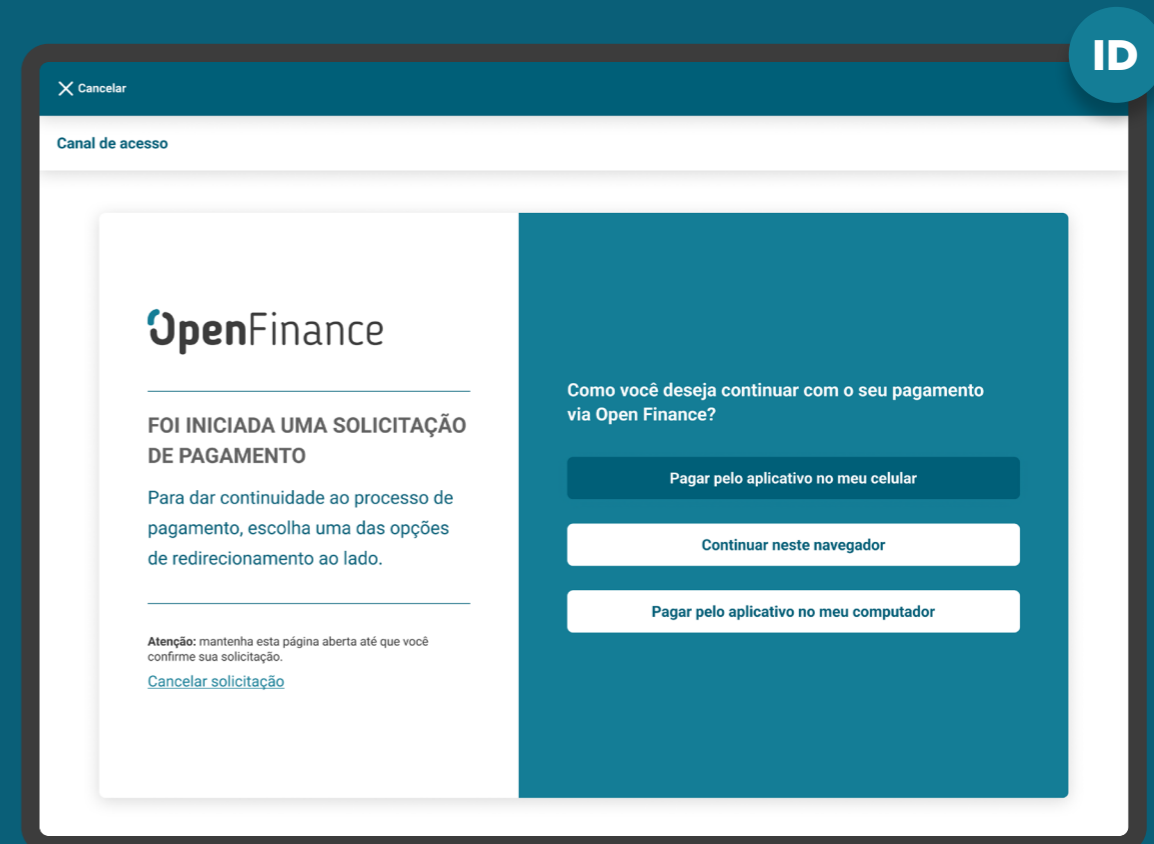 ID
Cancelar
Canal de acesso
OpenFinance
FOI INICIADA UMA SOLICITAÇÃO
DE PAGAMENTO
Para dar continuidade ao processo de
pagamento, escolha uma das opções
de redirecionamento ao lado.
Atenção: mantenha esta página aberta até que você
confirme sua solicitação.
Cancelar solicitação
Como você deseja continuar com o seu pagamento
via Open Finance?
Pagar pelo aplicativo no meu celular
Continuar neste navegador
Pagar pelo aplicativo no meu computador